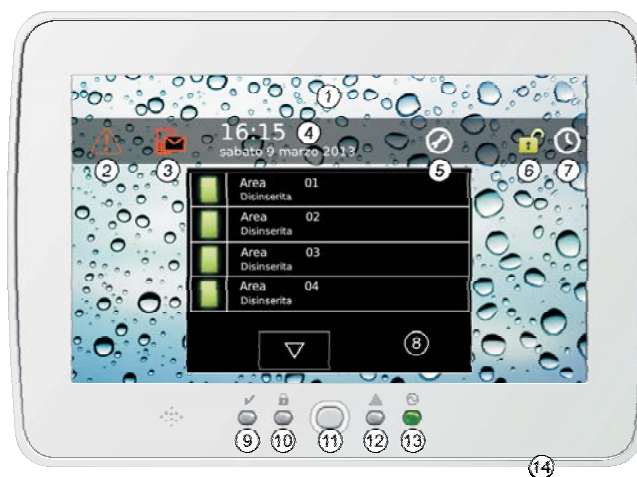 1
16:15 4
sabato 9 marzo 2013
2 3 5 6 7
Area 01
Disinserita
Area 02
Disinserita
Area 03
Disinserita
Area 04
Disinserita
8
9 10 11 12 13
14